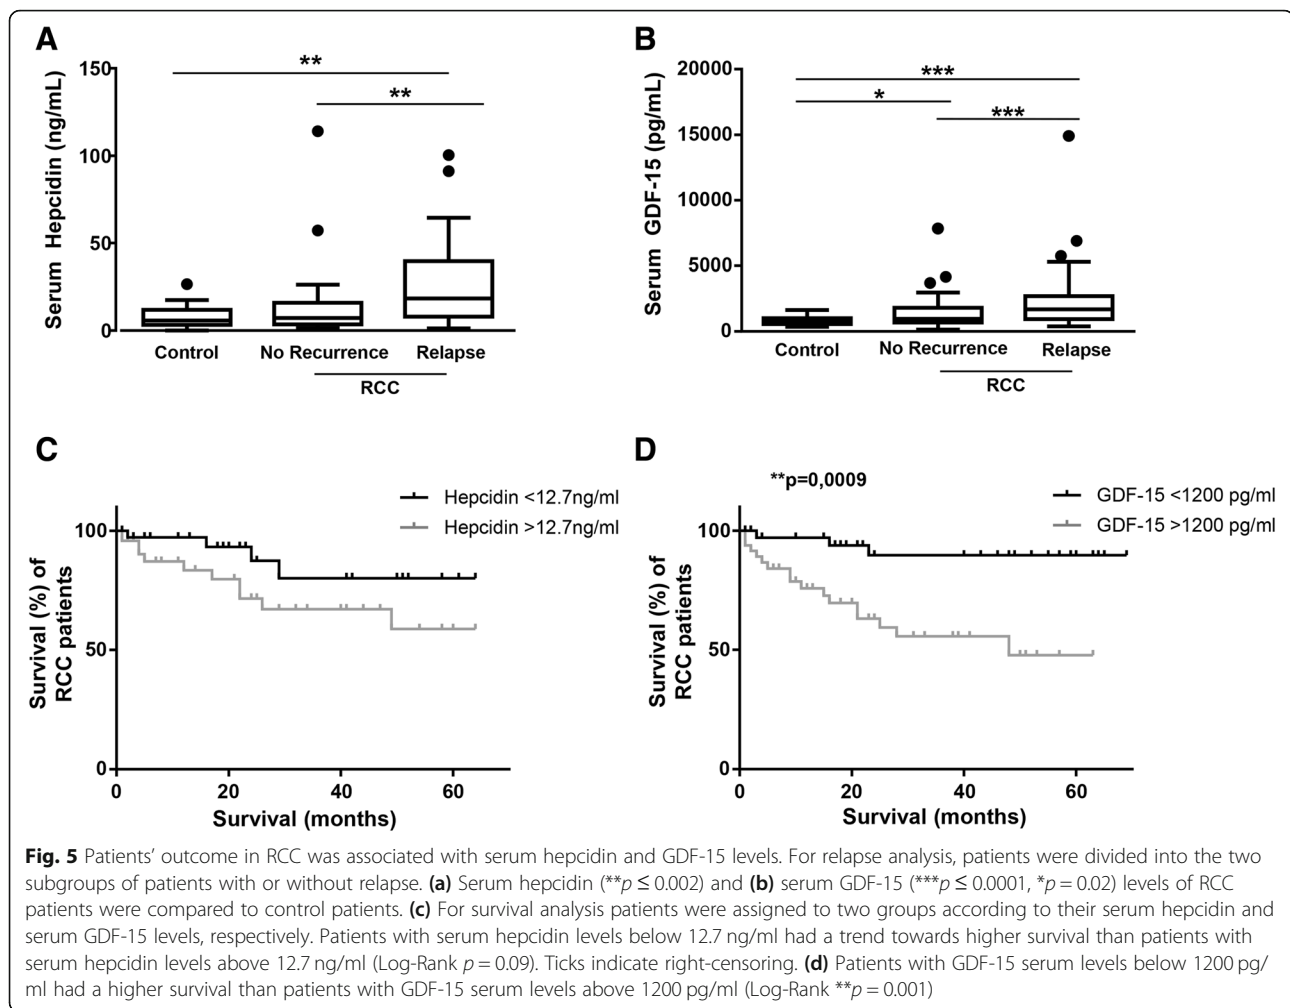 A
Serum Hepcidin (ng/mL)
150
100
50
0
**
**
Control
No Recurrence
Relapse
RCC
B
Serum GDF-15 (pg/mL)
20000
15000
10000
5000
0
***
*
***
Control
No Recurrence
Relapse
RCC
C
Hepcidin <12.7ng/ml
Hepcidin >12.7ng/ml
Survival (%) of
RCC patients
100
50
0
0
20
40
60
Survival (months)
D
**p=0,0009
GDF-15 <1200 pg/ml
GDF-15 >1200 pg/ml
Survival (%) of
RCC patients
100
50
0
0
20
40
60
Survival (months)
Fig. 5 Patients’ outcome in RCC was associated with serum hepcidin and GDF-15 levels. For relapse analysis, patients were divided into the two
subgroups of patients with or without relapse. (a) Serum hepcidin (**p ≤ 0.002) and (b) serum GDF-15 (***p ≤ 0.0001, *p = 0.02) levels of RCC
patients were compared to control patients. (c) For survival analysis patients were assigned to two groups according to their serum hepcidin and
serum GDF-15 levels, respectively. Patients with serum hepcidin levels below 12.7 ng/ml had a trend towards higher survival than patients with
serum hepcidin levels above 12.7 ng/ml (Log-Rank p = 0.09). Ticks indicate right-censoring. (d) Patients with GDF-15 serum levels below 1200 pg/
ml had a higher survival than patients with GDF-15 serum levels above 1200 pg/ml (Log-Rank **p = 0.001)